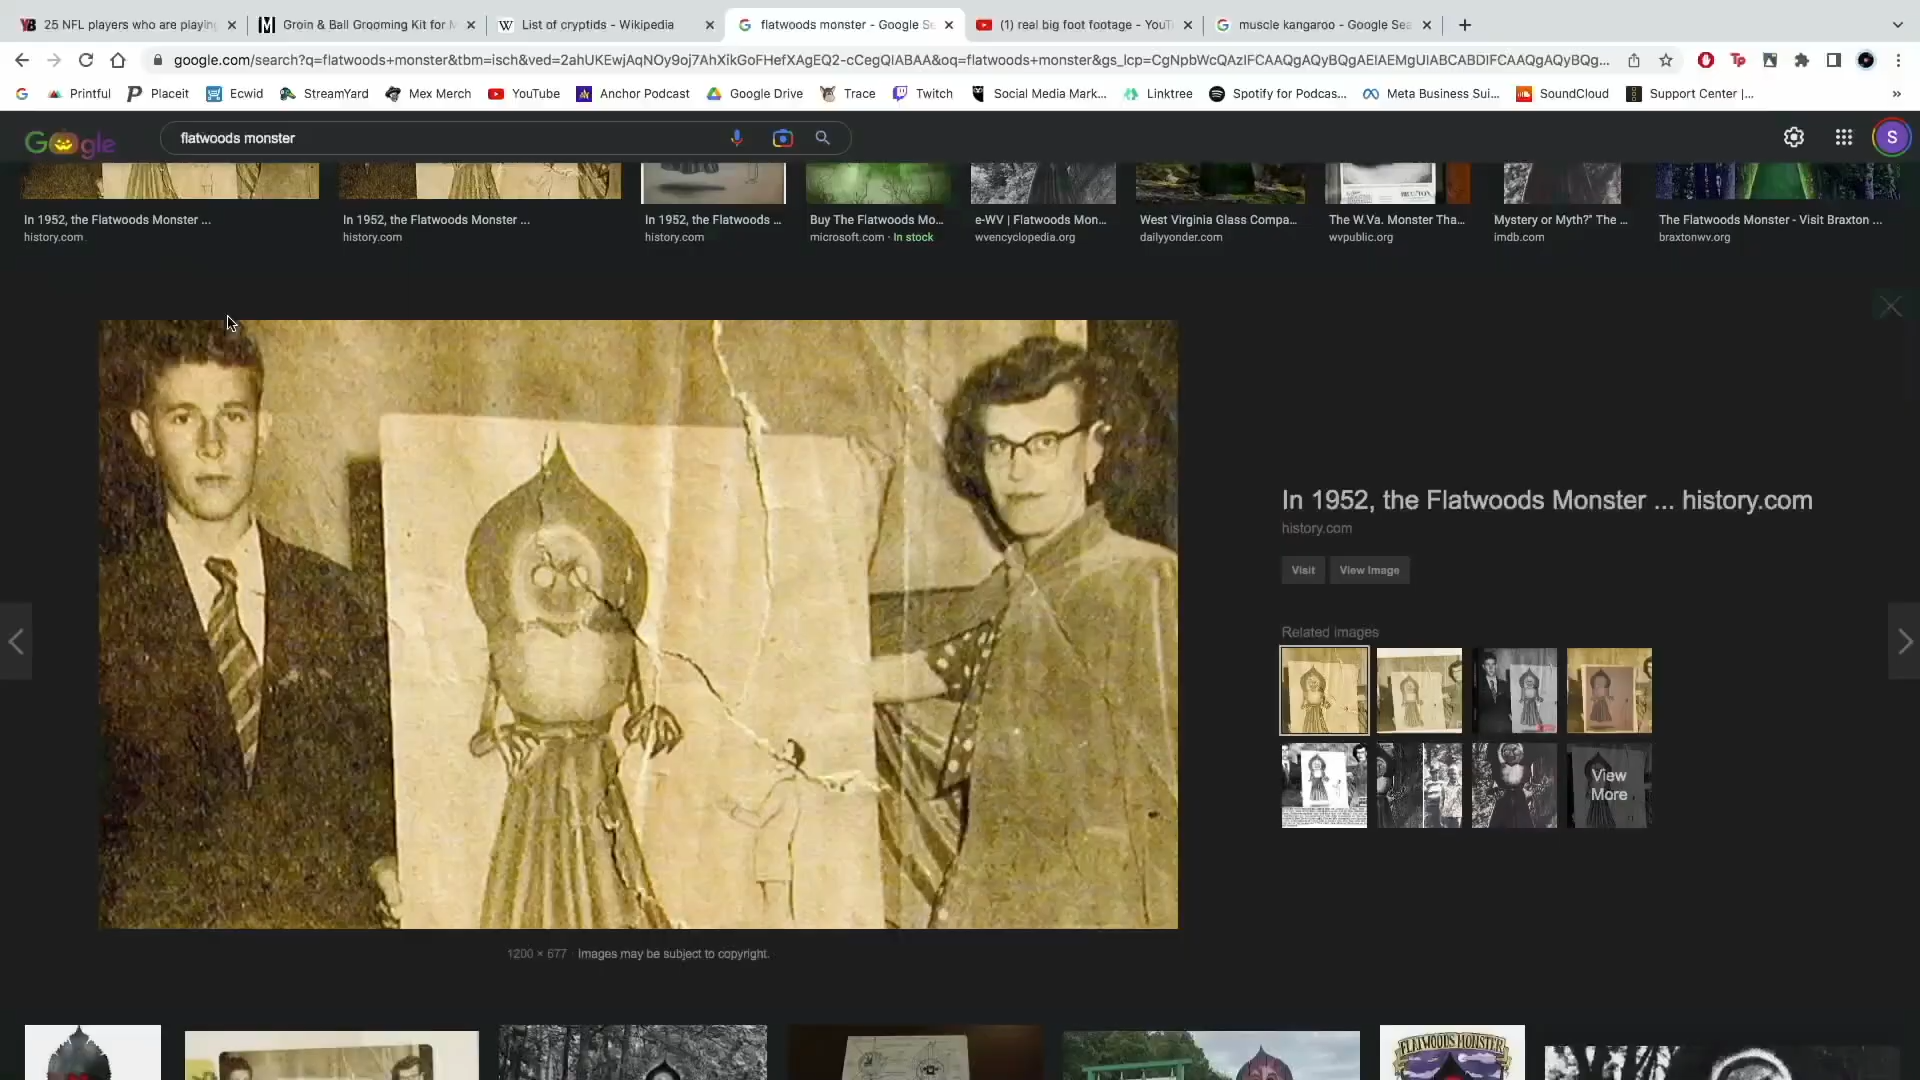 25 NFL players who are playing
Groin & Ball Grooming Kit for M
List of cryptids - Wikipedia
flatwoods monster - Google Se
(1) real big foot footage - YouT
muscle kangaroo - Google Sea
google.com/search?q=flatwoods+monster&tbm=isch&ved=2ahUKEwjAqNOy9oj7AhXikGoFHefXAgEQ2-cCegQIABAA&oq=flatwoods+monster&gs_lcp=CgNpbWcQAzIFCAAQgAQyBQgAEIAEMgUIABCABDIFCAAQgAQyBQg...
Printful
Placeit
Ecwid
StreamYard
Mex Merch
YouTube
Anchor Podcast
Google Drive
Trace
Twitch
Social Media Mark...
Linktree
Spotify for Podcas...
Meta Business Sui...
SoundCloud
Support Center |...
Google
flatwoods monster
S
In 1952, the Flatwoods Monster ...
history.com
In 1952, the Flatwoods Monster ...
history.com
In 1952, the Flatwoods ...
history.com
Buy The Flatwoods Mo...
microsoft.com · In stock
e-WV | Flatwoods Mon...
wvencyclopedia.org
West Virginia Glass Compa...
dailyyonder.com
The W.Va. Monster Tha...
wvpublic.org
Mystery or Myth?" The ...
imdb.com
The Flatwoods Monster - Visit Braxton ...
braxtonwv.org
In 1952, the Flatwoods Monster ... history.com
history.com
Visit
View Image
Related images
View
More
1200 × 677 · Images may be subject to copyright.
FLATWOODS MONSTER